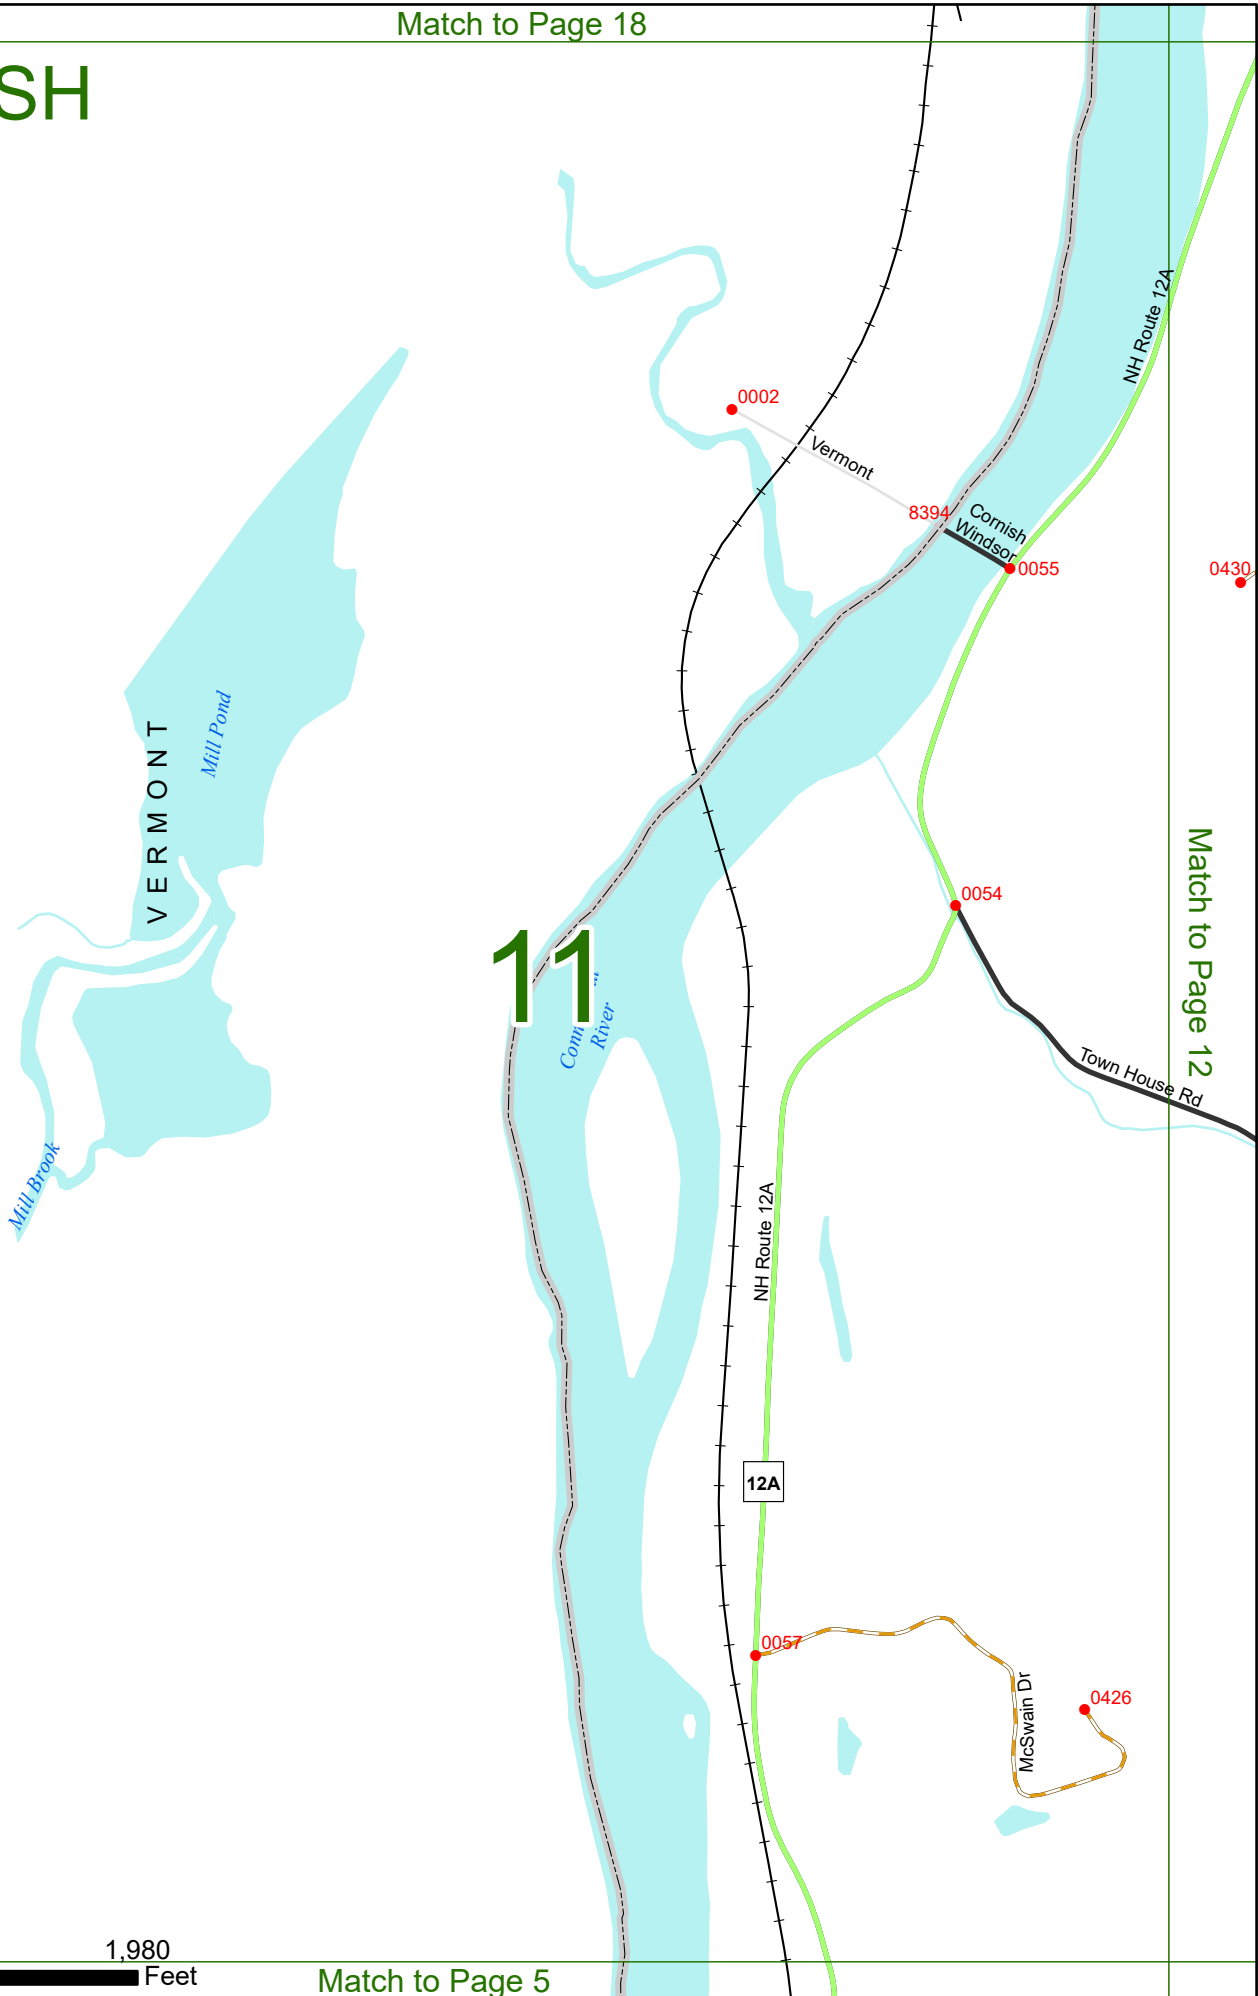 Match to Page 18
SH
NH Route 12A
0002
Vermont
8394
Cornish
Windsor
0055
0430
Mill Pond
VERMONT
Match to Page 12
0054
11
River
Town House Rd
Mill Brook
NH Route 12A
12A
0057
McSwain Dr
0426
1,980
Feet
Match to Page 5